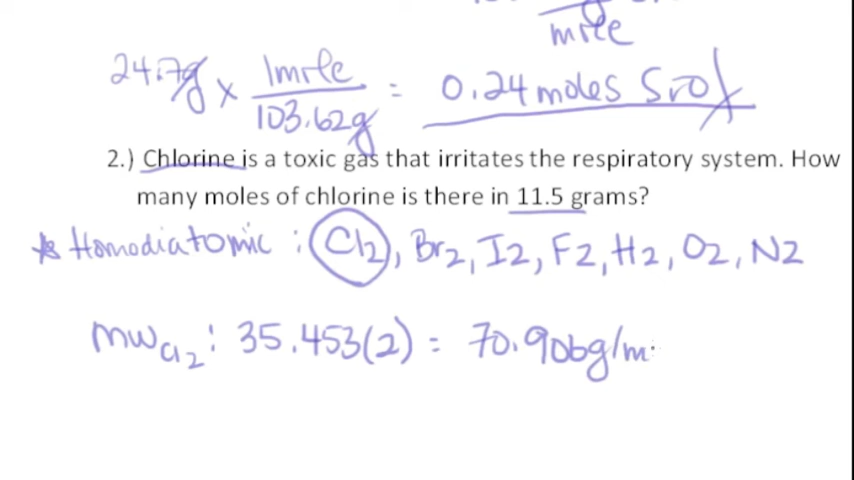 mole
24.7g x 1mole / 103.62g = 0.24 moles SrO
2.) Chlorine is a toxic gas that irritates the respiratory system. How
many moles of chlorine is there in 11.5 grams?
* Homodiatomic : Cl2, Br2, I2, F2, H2, O2, N2
MWCl2: 35.453(2) = 70.906g/m